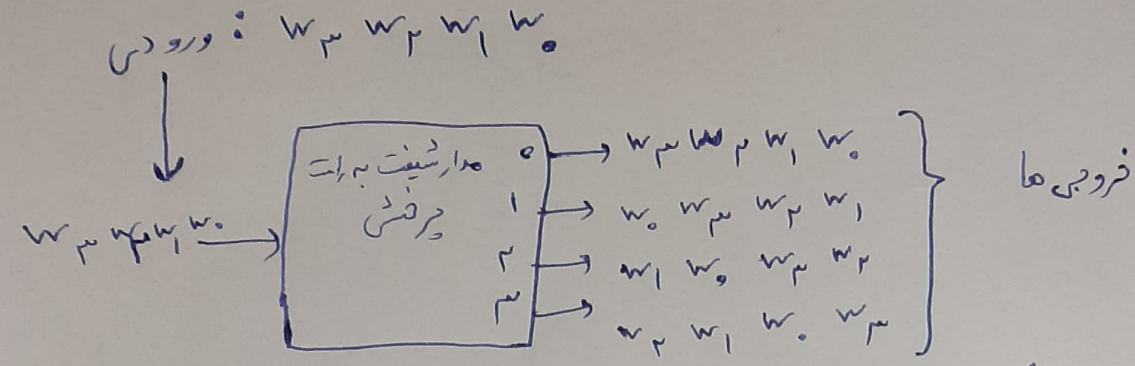 ورودی : W۳ W۲ W۱ W۰
مدار شیفت به راست
چرخشی
W۳ W۲ W۱ W۰
۰ W۳ W۲ W۱ W۰
۱ W۰ W۳ W۲ W۱
۲ W۱ W۰ W۳ W۲
۳ W۲ W۱ W۰ W۳
خروجی ها